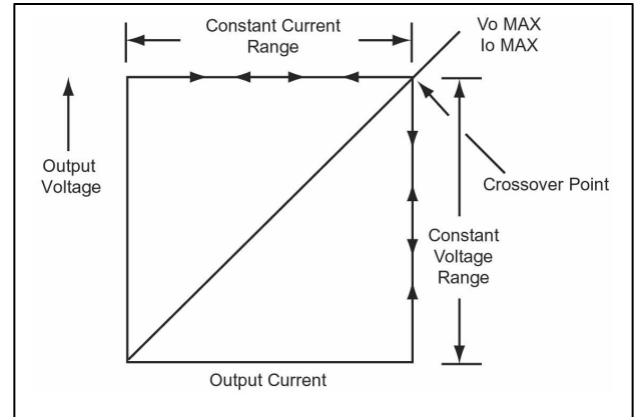 Constant Current
Range
Vo MAX
Io MAX
Output
Voltage
Crossover Point
Constant
Voltage
Range
Output Current